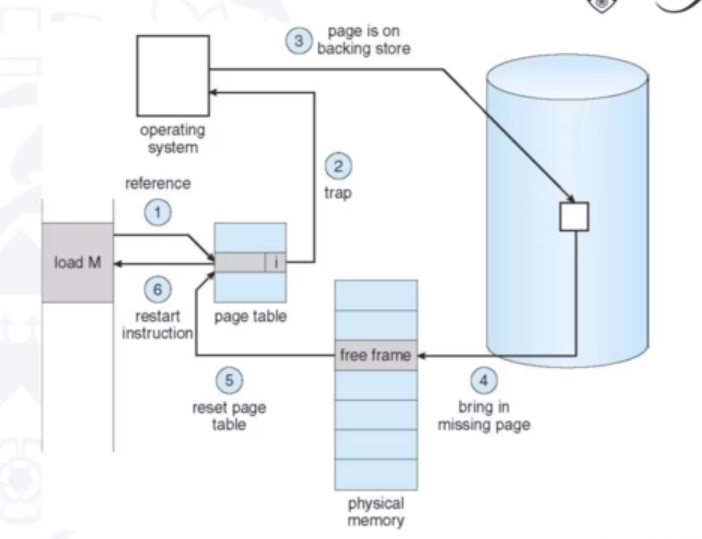 3
page is on
backing store
operating
system
2
trap
reference
1
load M
i
6
restart
instruction
page table
free frame
5
reset page
table
4
bring in
missing page
physical
memory